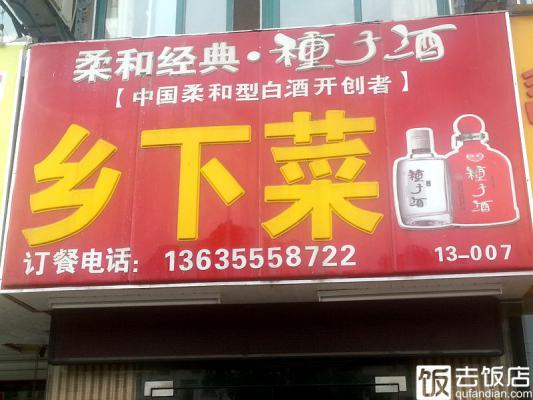 柔和经典·種子酒
【中国柔和型白酒开创者】
乡下菜
種子酒
種子酒
订餐电话：13635558722
13-007
饭去饭店
qufandian.com